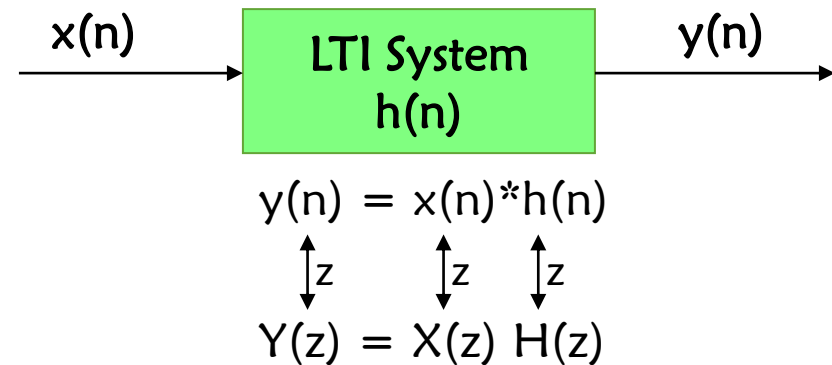 x(n)
LTI System
h(n)
y(n)
y(n) = x(n)*h(n)
z z z
Y(z) = X(z) H(z)